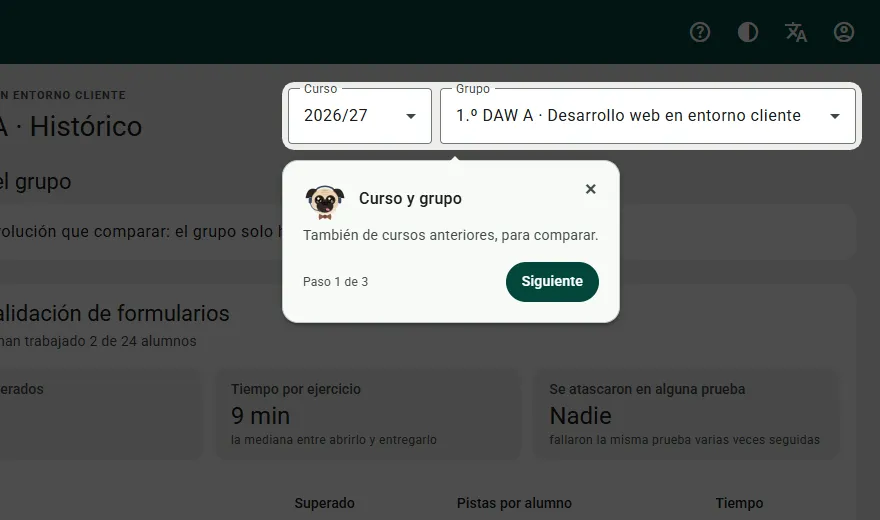 N ENTORNO CLIENTE
A · Histórico
Curso
2026/27
Grupo
1.º DAW A · Desarrollo web en entorno cliente
el grupo
Curso y grupo
También de cursos anteriores, para comparar.
Paso 1 de 3
Siguiente
volución que comparar: el grupo solo h
alidación de formularios
han trabajado 2 de 24 alumnos
erados
Tiempo por ejercicio
9 min
la mediana entre abrirlo y entregarlo
Se atascaron en alguna prueba
Nadie
fallaron la misma prueba varias veces seguidas
Superado
Pistas por alumno
Tiempo